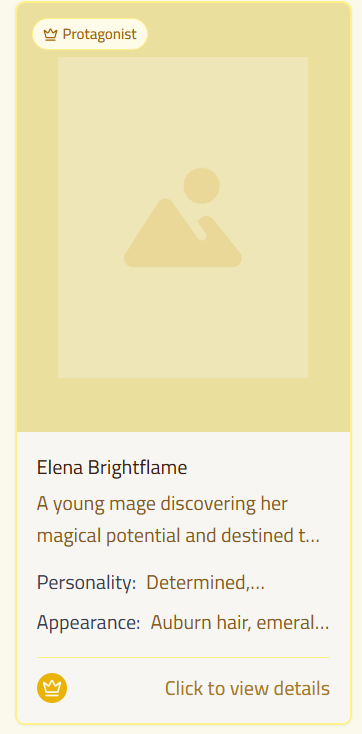 Protagonist
Elena Brightflame
A young mage discovering her
magical potential and destined t...
Personality: Determined,...
Appearance: Auburn hair, emeral...
Click to view details